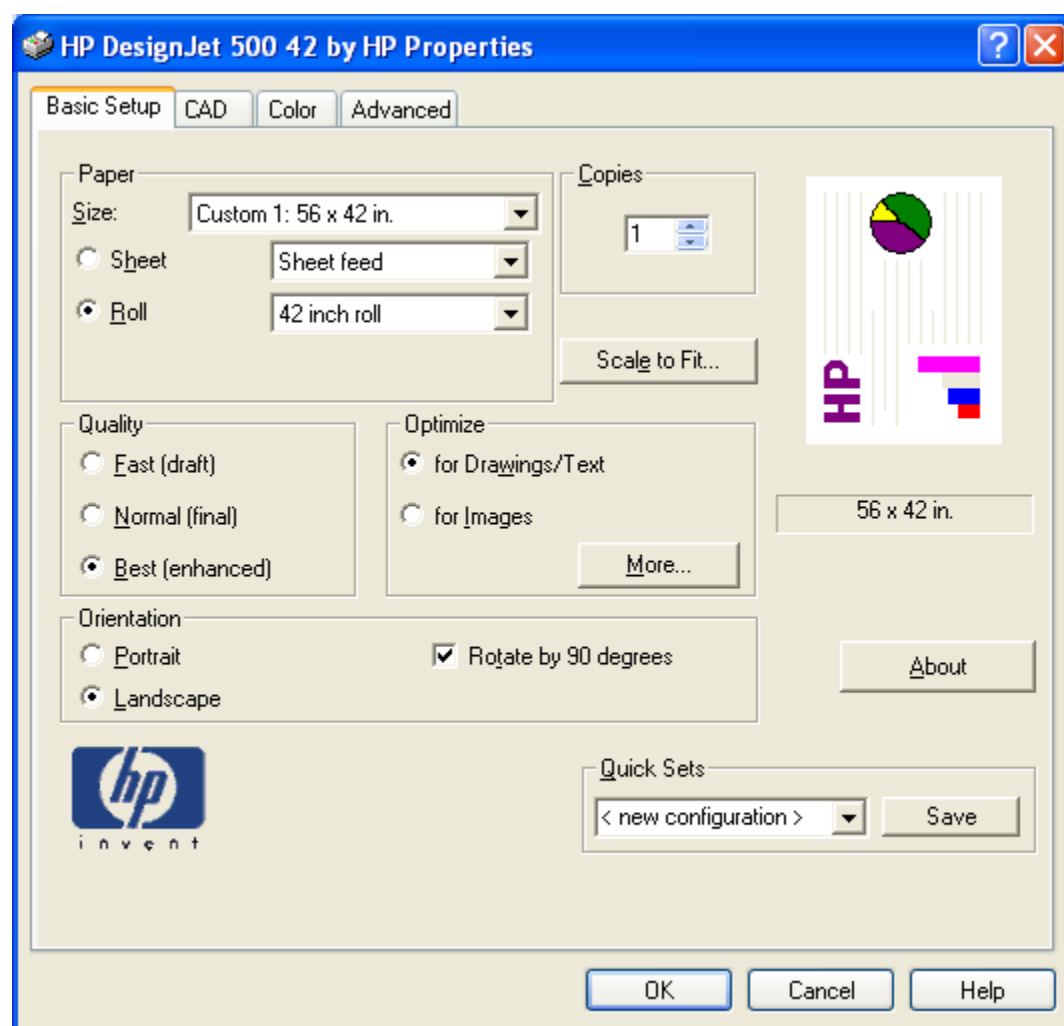 HP DesignJet 500 42 by HP Properties
Basic Setup CAD Color Advanced
Paper
Size: Custom 1: 56 x 42 in.
Sheet Sheet feed
Roll 42 inch roll
Copies
1
Scale to Fit...
HP
56 x 42 in.
Quality
Fast (draft)
Normal (final)
Best (enhanced)
Optimize
for Drawings/Text
for Images
More...
Orientation
Portrait
Landscape
Rotate by 90 degrees
About
hp
invent
Quick Sets
< new configuration > Save
OK Cancel Help